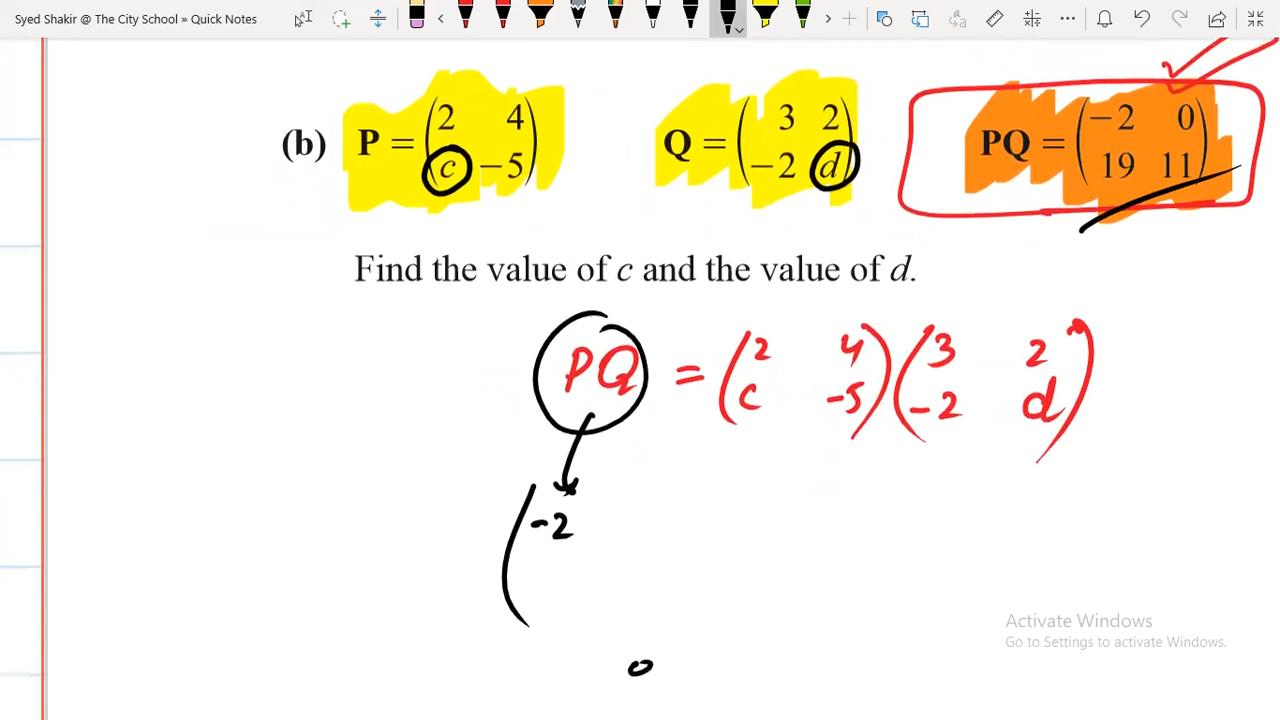 Syed Shakir @ The City School » Quick Notes
(b) P = (2 4 c -5) Q = (3 2 -2 d) PQ = (-2 0 19 11)
Find the value of c and the value of d.
PQ = (2 4 c -5)(3 2 -2 d)
(-2
Activate Windows
Go to Settings to activate Windows.
0